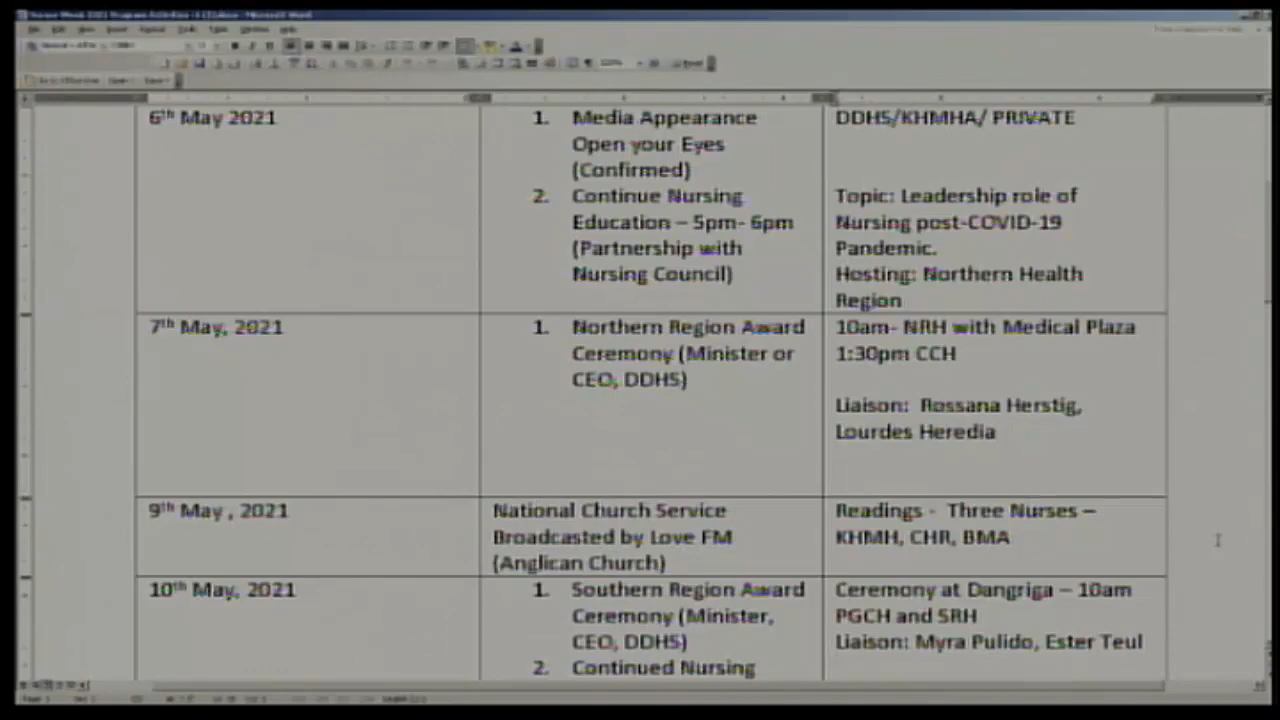 6th May 2021
1. Media Appearance
Open your Eyes
(Confirmed)
2. Continue Nursing
Education – 5pm- 6pm
(Partnership with
Nursing Council)
DDHS/KHMHA/ PRIVATE
Topic: Leadership role of
Nursing post-COVID-19
Pandemic.
Hosting: Northern Health
Region
7th May, 2021
1. Northern Region Award
Ceremony (Minister or
CEO, DDHS)
10am- NRH with Medical Plaza
1:30pm CCH
Liaison: Rossana Herstig,
Lourdes Heredia
9th May , 2021
National Church Service
Broadcasted by Love FM
(Anglican Church)
Readings - Three Nurses –
KHMH, CHR, BMA
10th May, 2021
1. Southern Region Award
Ceremony (Minister,
CEO, DDHS)
2. Continued Nursing
Ceremony at Dangriga – 10am
PGCH and SRH
Liaison: Myra Pulido, Ester Teul